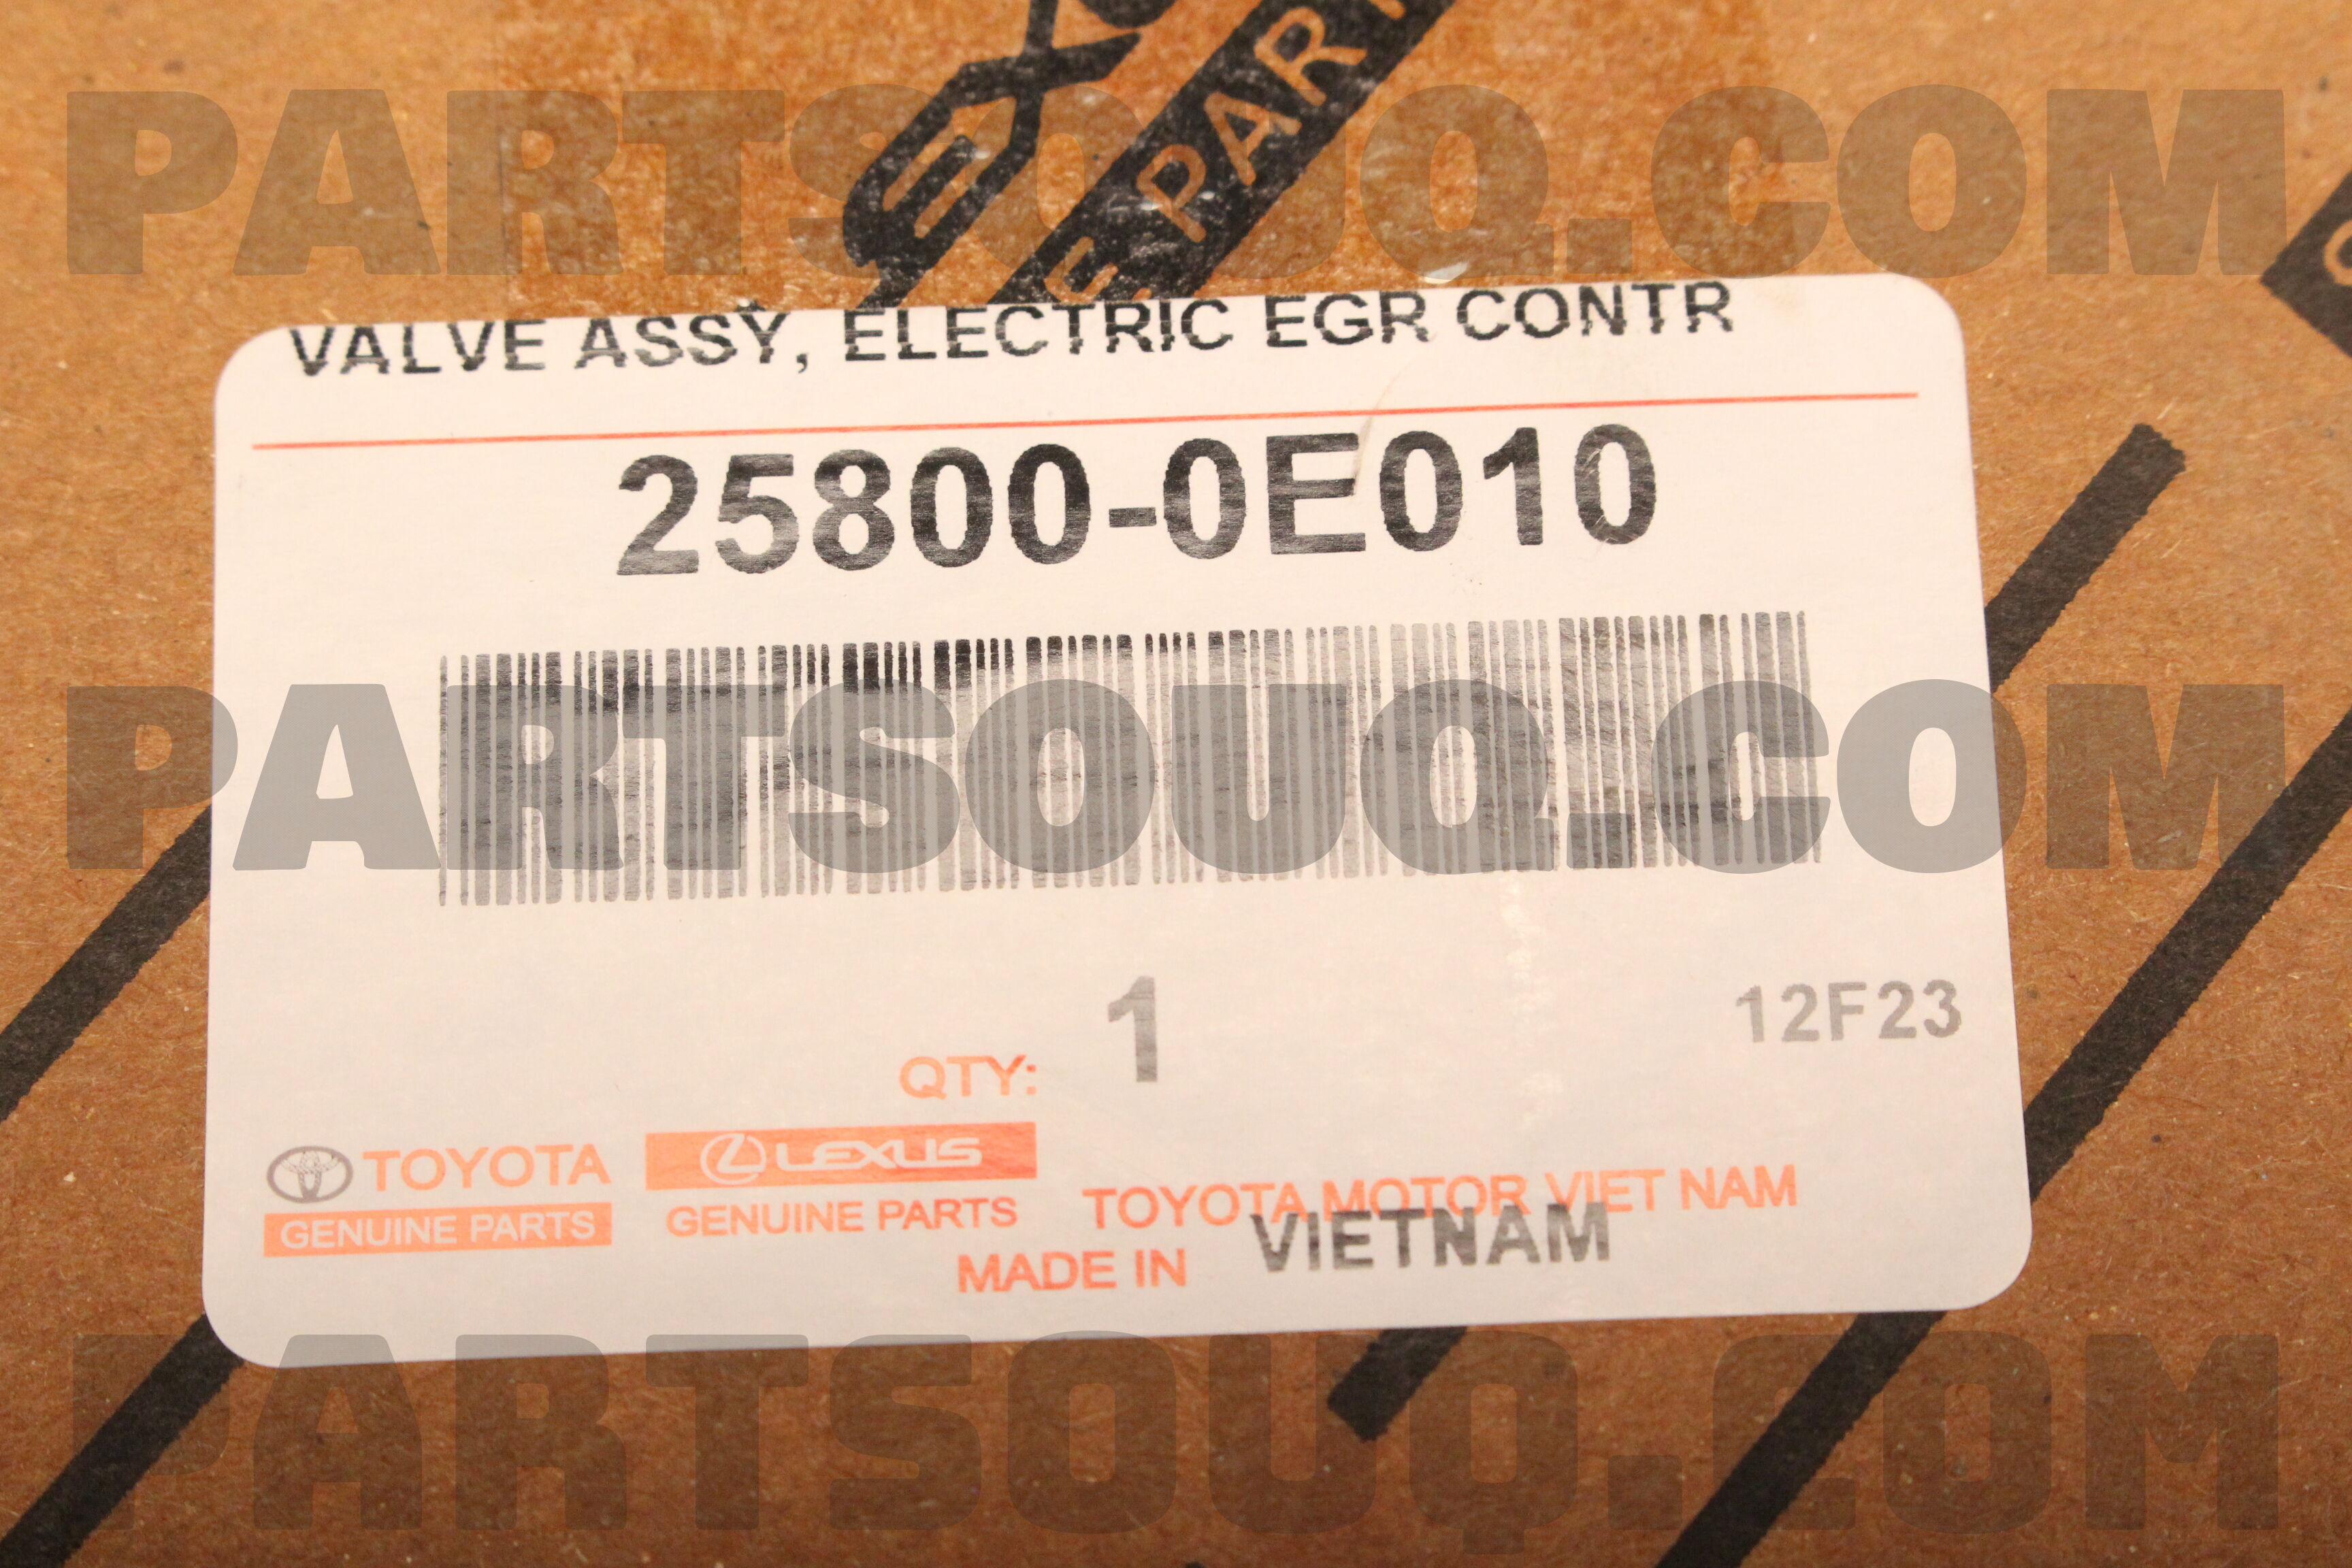 PARTSOUQ.COM
VALVE ASSY, ELECTRIC EGR CONTR
25800-0E010
PARTSOUQ.COM
1
12F23
QTY:
TOYOTA
GENUINE PARTS
LEXUS
GENUINE PARTS
TOYOTA MOTOR VIET NAM
MADE IN VIETNAM
PARTSOUQ.COM